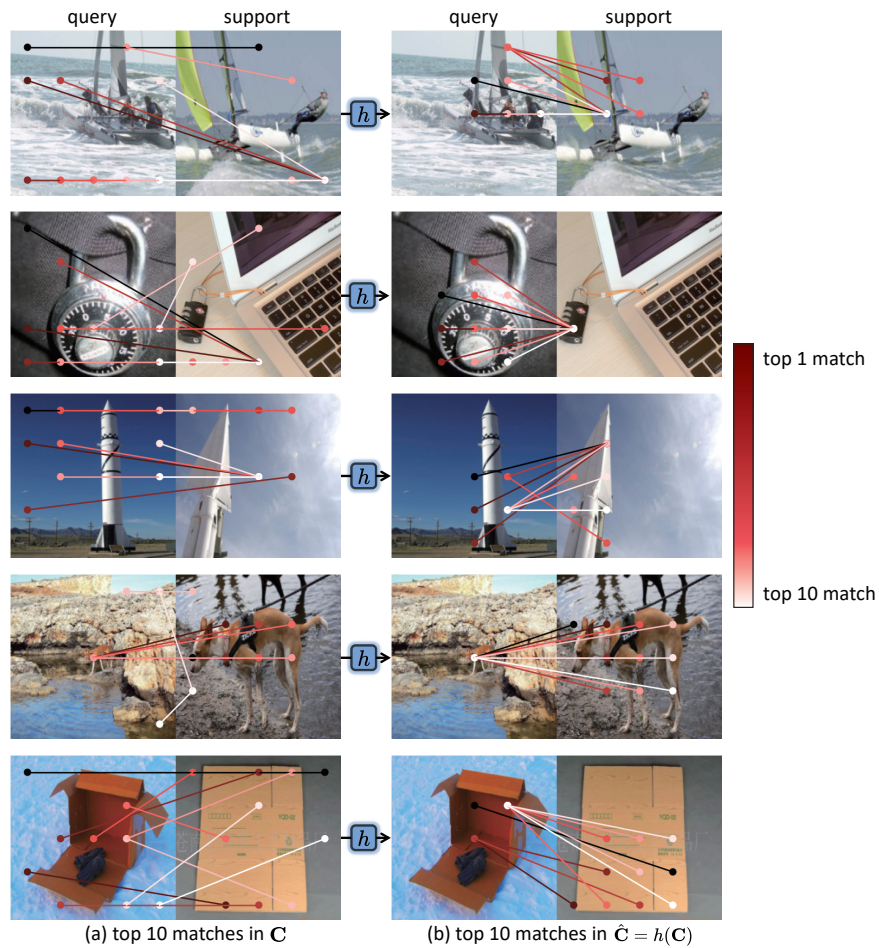 query support query support
h
h
h
h
h
top 1 match
top 10 match
(a) top 10 matches in C (b) top 10 matches in Ĉ = h(C)